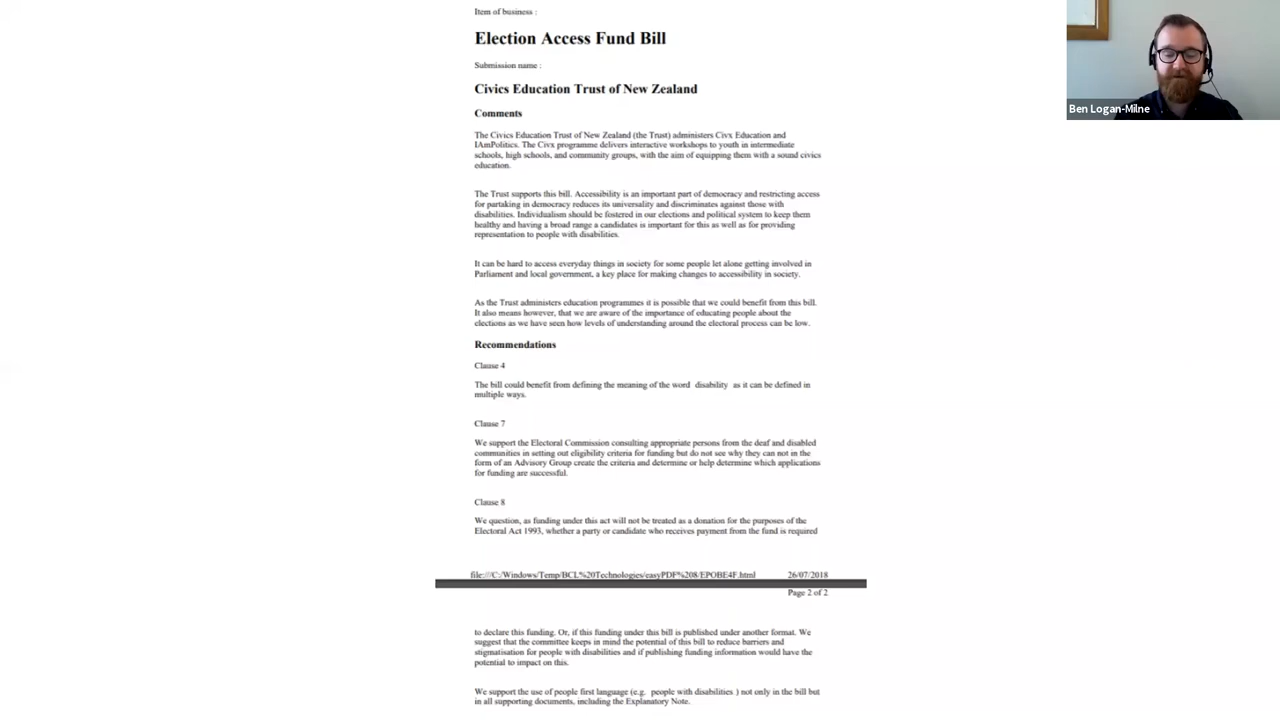 Item of business :
Election Access Fund Bill
Submission name :
Civics Education Trust of New Zealand
Comments
The Civics Education Trust of New Zealand (the Trust) administers Civx Education and
IAmPolitics. The Civx programme delivers interactive workshops to youth in intermediate
schools, high schools, and community groups, with the aim of equipping them with a sound civics
education.
The Trust supports this bill. Accessibility is an important part of democracy and restricting access
for partaking in democracy reduces its universality and discriminates against those with
disabilities. Individualism should be fostered in our elections and political system to keep them
healthy and having a broad range a candidates is important for this as well as for providing
representation to people with disabilities.
It can be hard to access everyday things in society for some people let alone getting involved in
Parliament and local government, a key place for making changes to accessibility in society.
As the Trust administers education programmes it is possible that we could benefit from this bill.
It also means however, that we are aware of the importance of educating people about the
elections as we have seen how levels of understanding around the electoral process can be low.
Recommendations
Clause 4
The bill could benefit from defining the meaning of the word disability as it can be defined in
multiple ways.
Clause 7
We support the Electoral Commission consulting appropriate persons from the deaf and disabled
communities in setting out eligibility criteria for funding but do not see why they can not in the
form of an Advisory Group create the criteria and determine or help determine which applications
for funding are successful.
Clause 8
We question, as funding under this act will not be treated as a donation for the purposes of the
Electoral Act 1993, whether a party or candidate who receives payment from the fund is required
file:///C:/Windows/Temp/BCL%20Technologies/easyPDF%208/EPOBE4F.html 26/07/2018
Page 2 of 2
to declare this funding. Or, if this funding under this bill is published under another format. We
suggest that the committee keeps in mind the potential of this bill to reduce barriers and
stigmatisation for people with disabilities and if publishing funding information would have the
potential to impact on this.
We support the use of people first language (e.g. people with disabilities ) not only in the bill but
in all supporting documents, including the Explanatory Note.
Ben Logan-Milne